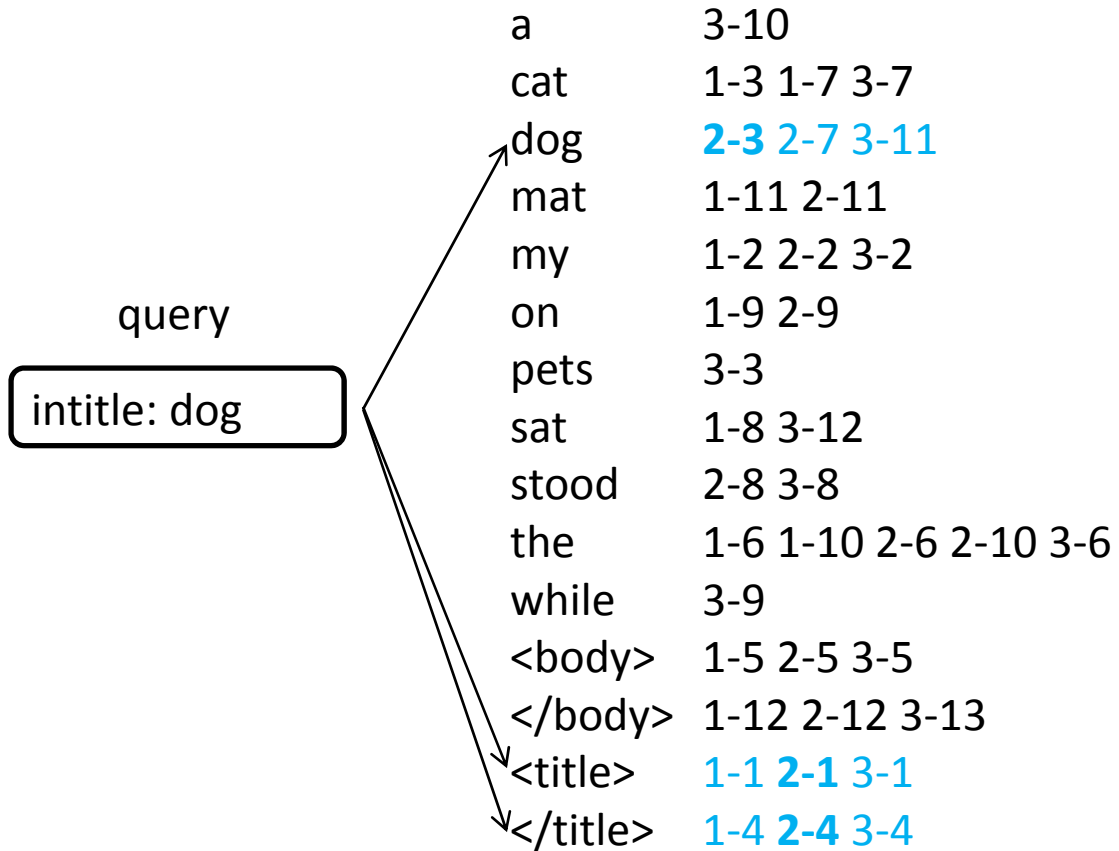 query
intitle: dog
a 3-10
cat 1-3 1-7 3-7
dog 2-3 2-7 3-11
mat 1-11 2-11
my 1-2 2-2 3-2
on 1-9 2-9
pets 3-3
sat 1-8 3-12
stood 2-8 3-8
the 1-6 1-10 2-6 2-10 3-6
while 3-9
<body> 1-5 2-5 3-5
</body> 1-12 2-12 3-13
<title> 1-1 2-1 3-1
</title> 1-4 2-4 3-4